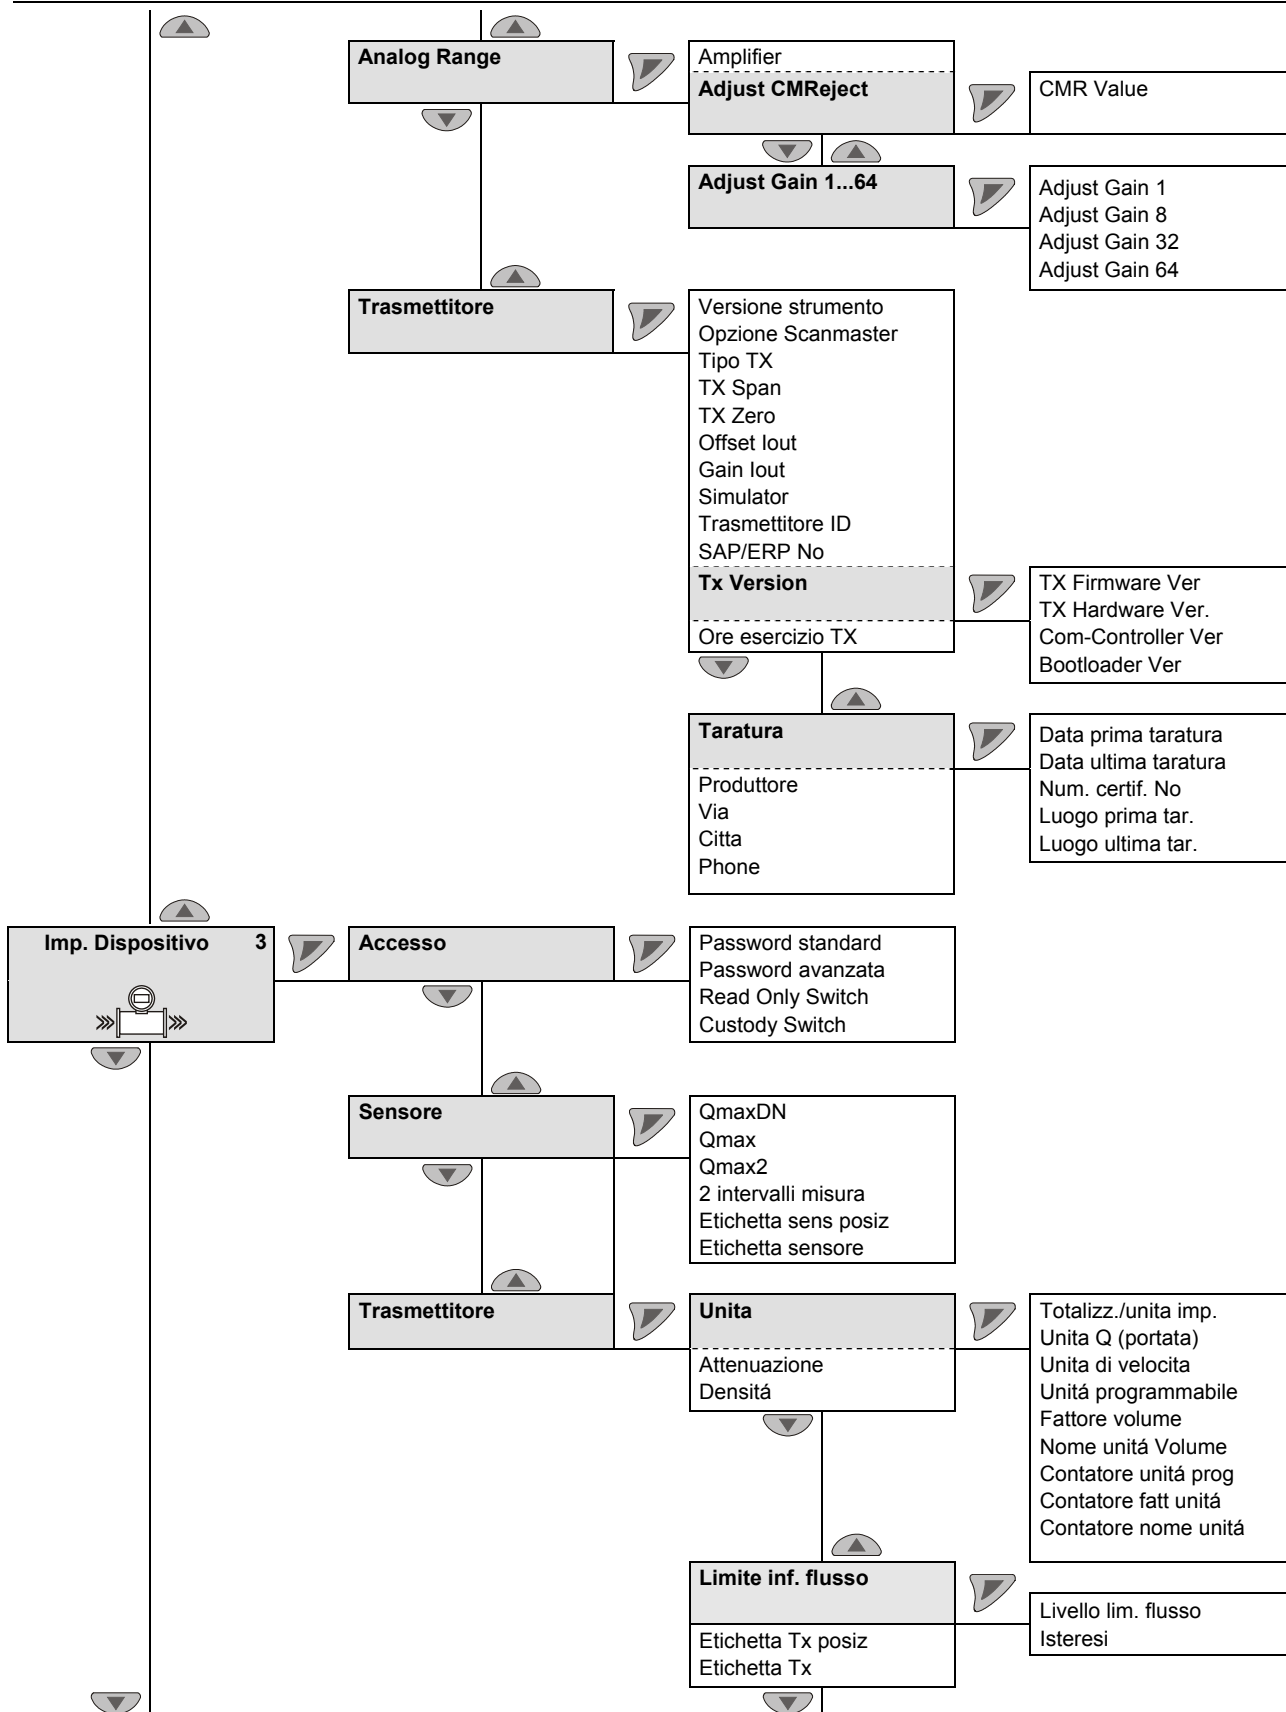 Analog Range
Amplifier
Adjust CMReject
CMR Value
Adjust Gain 1...64
Adjust Gain 1
Adjust Gain 8
Adjust Gain 32
Adjust Gain 64
Trasmettitore
Versione strumento
Opzione Scanmaster
Tipo TX
TX Span
TX Zero
Offset Iout
Gain Iout
Simulator
Trasmettitore ID
SAP/ERP No
Tx Version
Ore esercizio TX
TX Firmware Ver
TX Hardware Ver.
Com-Controller Ver
Bootloader Ver
Taratura
Produttore
Via
Citta
Phone
Data prima taratura
Data ultima taratura
Num. certif. No
Luogo prima tar.
Luogo ultima tar.
Imp. Dispositivo 3
Accesso
Password standard
Password avanzata
Read Only Switch
Custody Switch
Sensore
QmaxDN
Qmax
Qmax2
2 intervalli misura
Etichetta sens posiz
Etichetta sensore
Trasmettitore
Unita
Attenuazione
Densitá
Totalizz./unita imp.
Unita Q (portata)
Unita di velocita
Unitá programmabile
Fattore volume
Nome unitá Volume
Contatore unitá prog
Contatore fatt unitá
Contatore nome unitá
Limite inf. flusso
Etichetta Tx posiz
Etichetta Tx
Livello lim. flusso
Isteresi